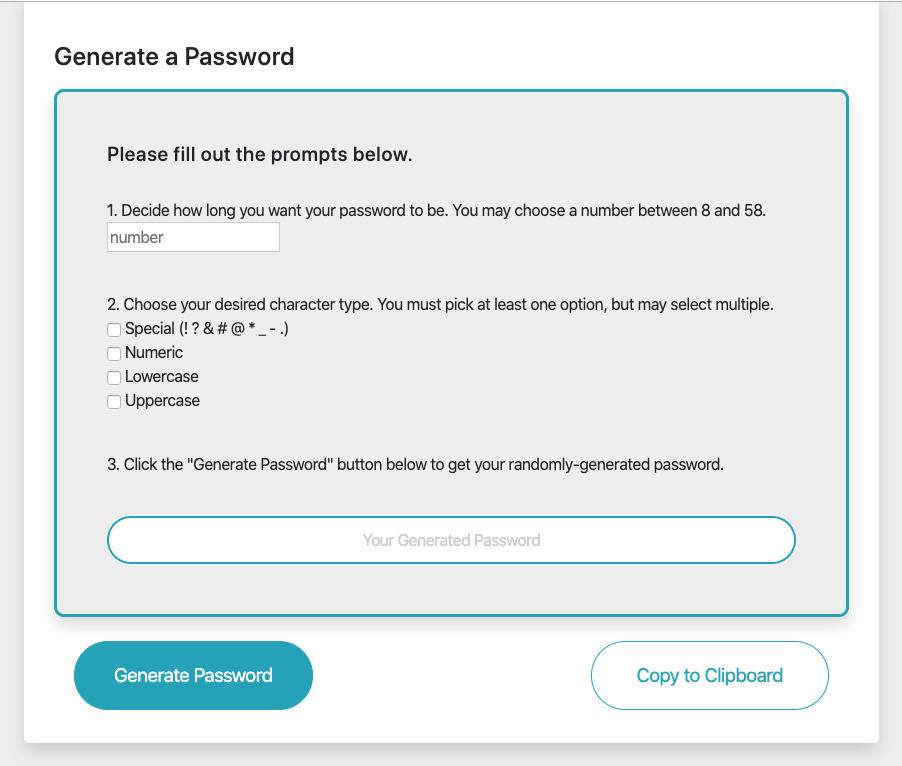 Generate a Password
Please fill out the prompts below.
1. Decide how long you want your password to be. You may choose a number between 8 and 58.
number
2. Choose your desired character type. You must pick at least one option, but may select multiple.
Special (! ? & # @ * _ - .)
Numeric
Lowercase
Uppercase
3. Click the "Generate Password" button below to get your randomly-generated password.
Your Generated Password
Generate Password
Copy to Clipboard